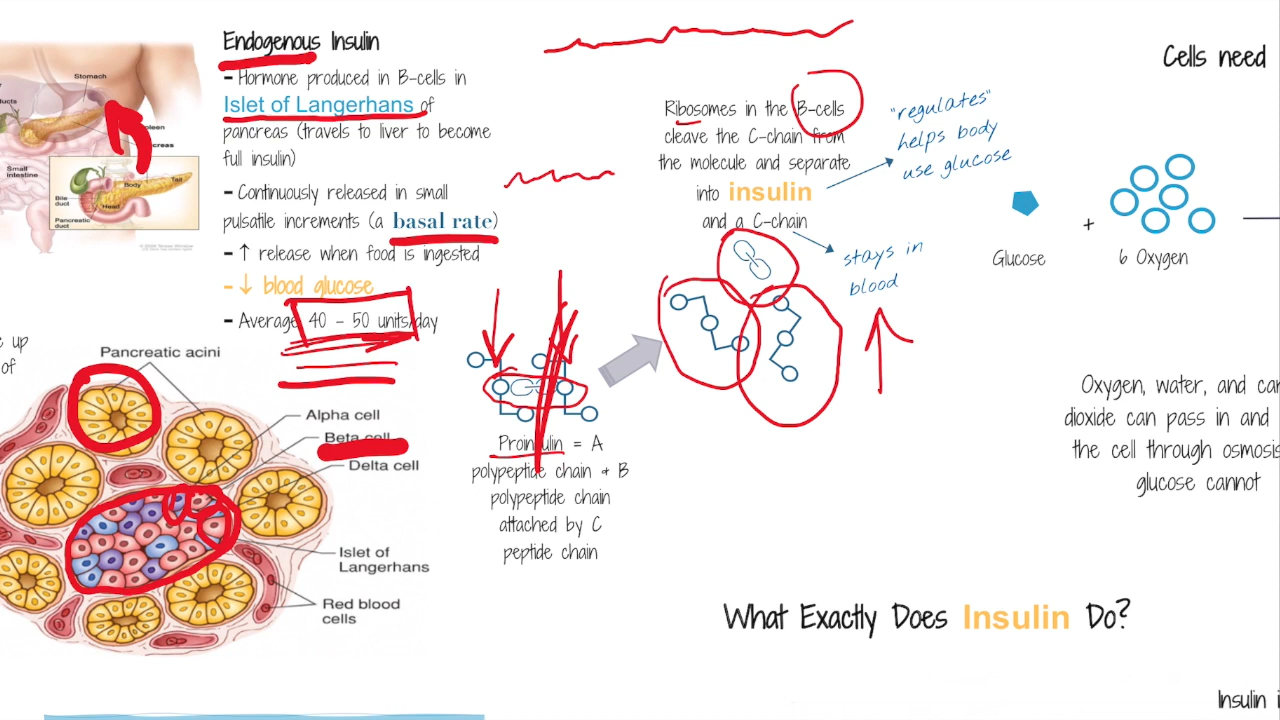 Endogenous Insulin
- Hormone produced in B-cells in
Islet of Langerhans of
pancreas (travels to liver to become
full insulin)
- Continuously released in small
pulsatile increments (a basal rate)
- ↑ release when food is ingested
- ↓ blood glucose
- Average 40 - 50 units/day
Stomach
Small
intestine
Body
Tail
Head
Bile
duct
Pancreatic
duct
up
of
Pancreatic acini
Alpha cell
Beta cell
Delta cell
Islet of
Langerhans
Red blood
cells
Proinsulin = A
polypeptide chain & B
polypeptide chain
attached by C
peptide chain
Ribosomes in the B-cells
cleave the C-chain from
the molecule and separate
into insulin
and a C-chain
"regulates"
helps body
use glucose
stays in
blood
Cells need
Glucose
+
6 Oxygen
Oxygen, water, and car
dioxide can pass in and
the cell through osmosis
glucose cannot
What Exactly Does Insulin Do?
Insulin i